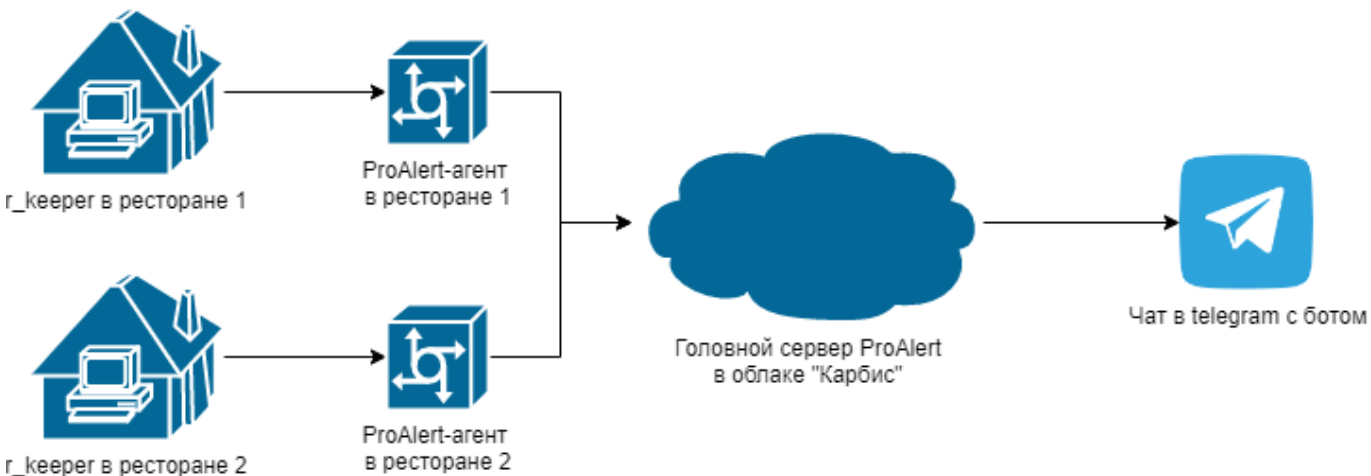 r_keeper в ресторане 1
ProAlert-агент
в ресторане 1
Головной сервер ProAlert
в облаке "Карбис"
Чат в telegram с ботом
r_keeper в ресторане 2
ProAlert-агент
в ресторане 2